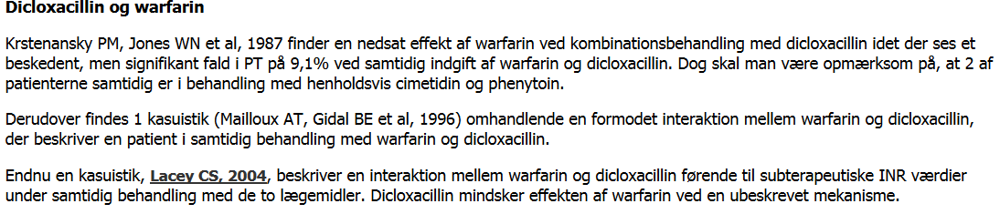 Dicloxacillin og warfarin
Krstenansky PM, Jones WN et al, 1987 finder en nedsat effekt af warfarin ved kombinationsbehandling med dicloxacillin idet der ses et
beskedent, men signifikant fald i PT på 9,1% ved samtidig indgift af warfarin og dicloxacillin. Dog skal man være opmærksom på, at 2 af
patienterne samtidig er i behandling med henholdsvis cimetidin og phenytoin.
Derudover findes 1 kasuistik (Mailloux AT, Gidal BE et al, 1996) omhandlende en formodet interaktion mellem warfarin og dicloxacillin,
der beskriver en patient i samtidig behandling med warfarin og dicloxacillin.
Endnu en kasuistik, Lacey CS, 2004, beskriver en interaktion mellem warfarin og dicloxacillin førende til subterapeutiske INR værdier
under samtidig behandling med de to lægemidler. Dicloxacillin mindsker effekten af warfarin ved en ubeskrevet mekanisme.